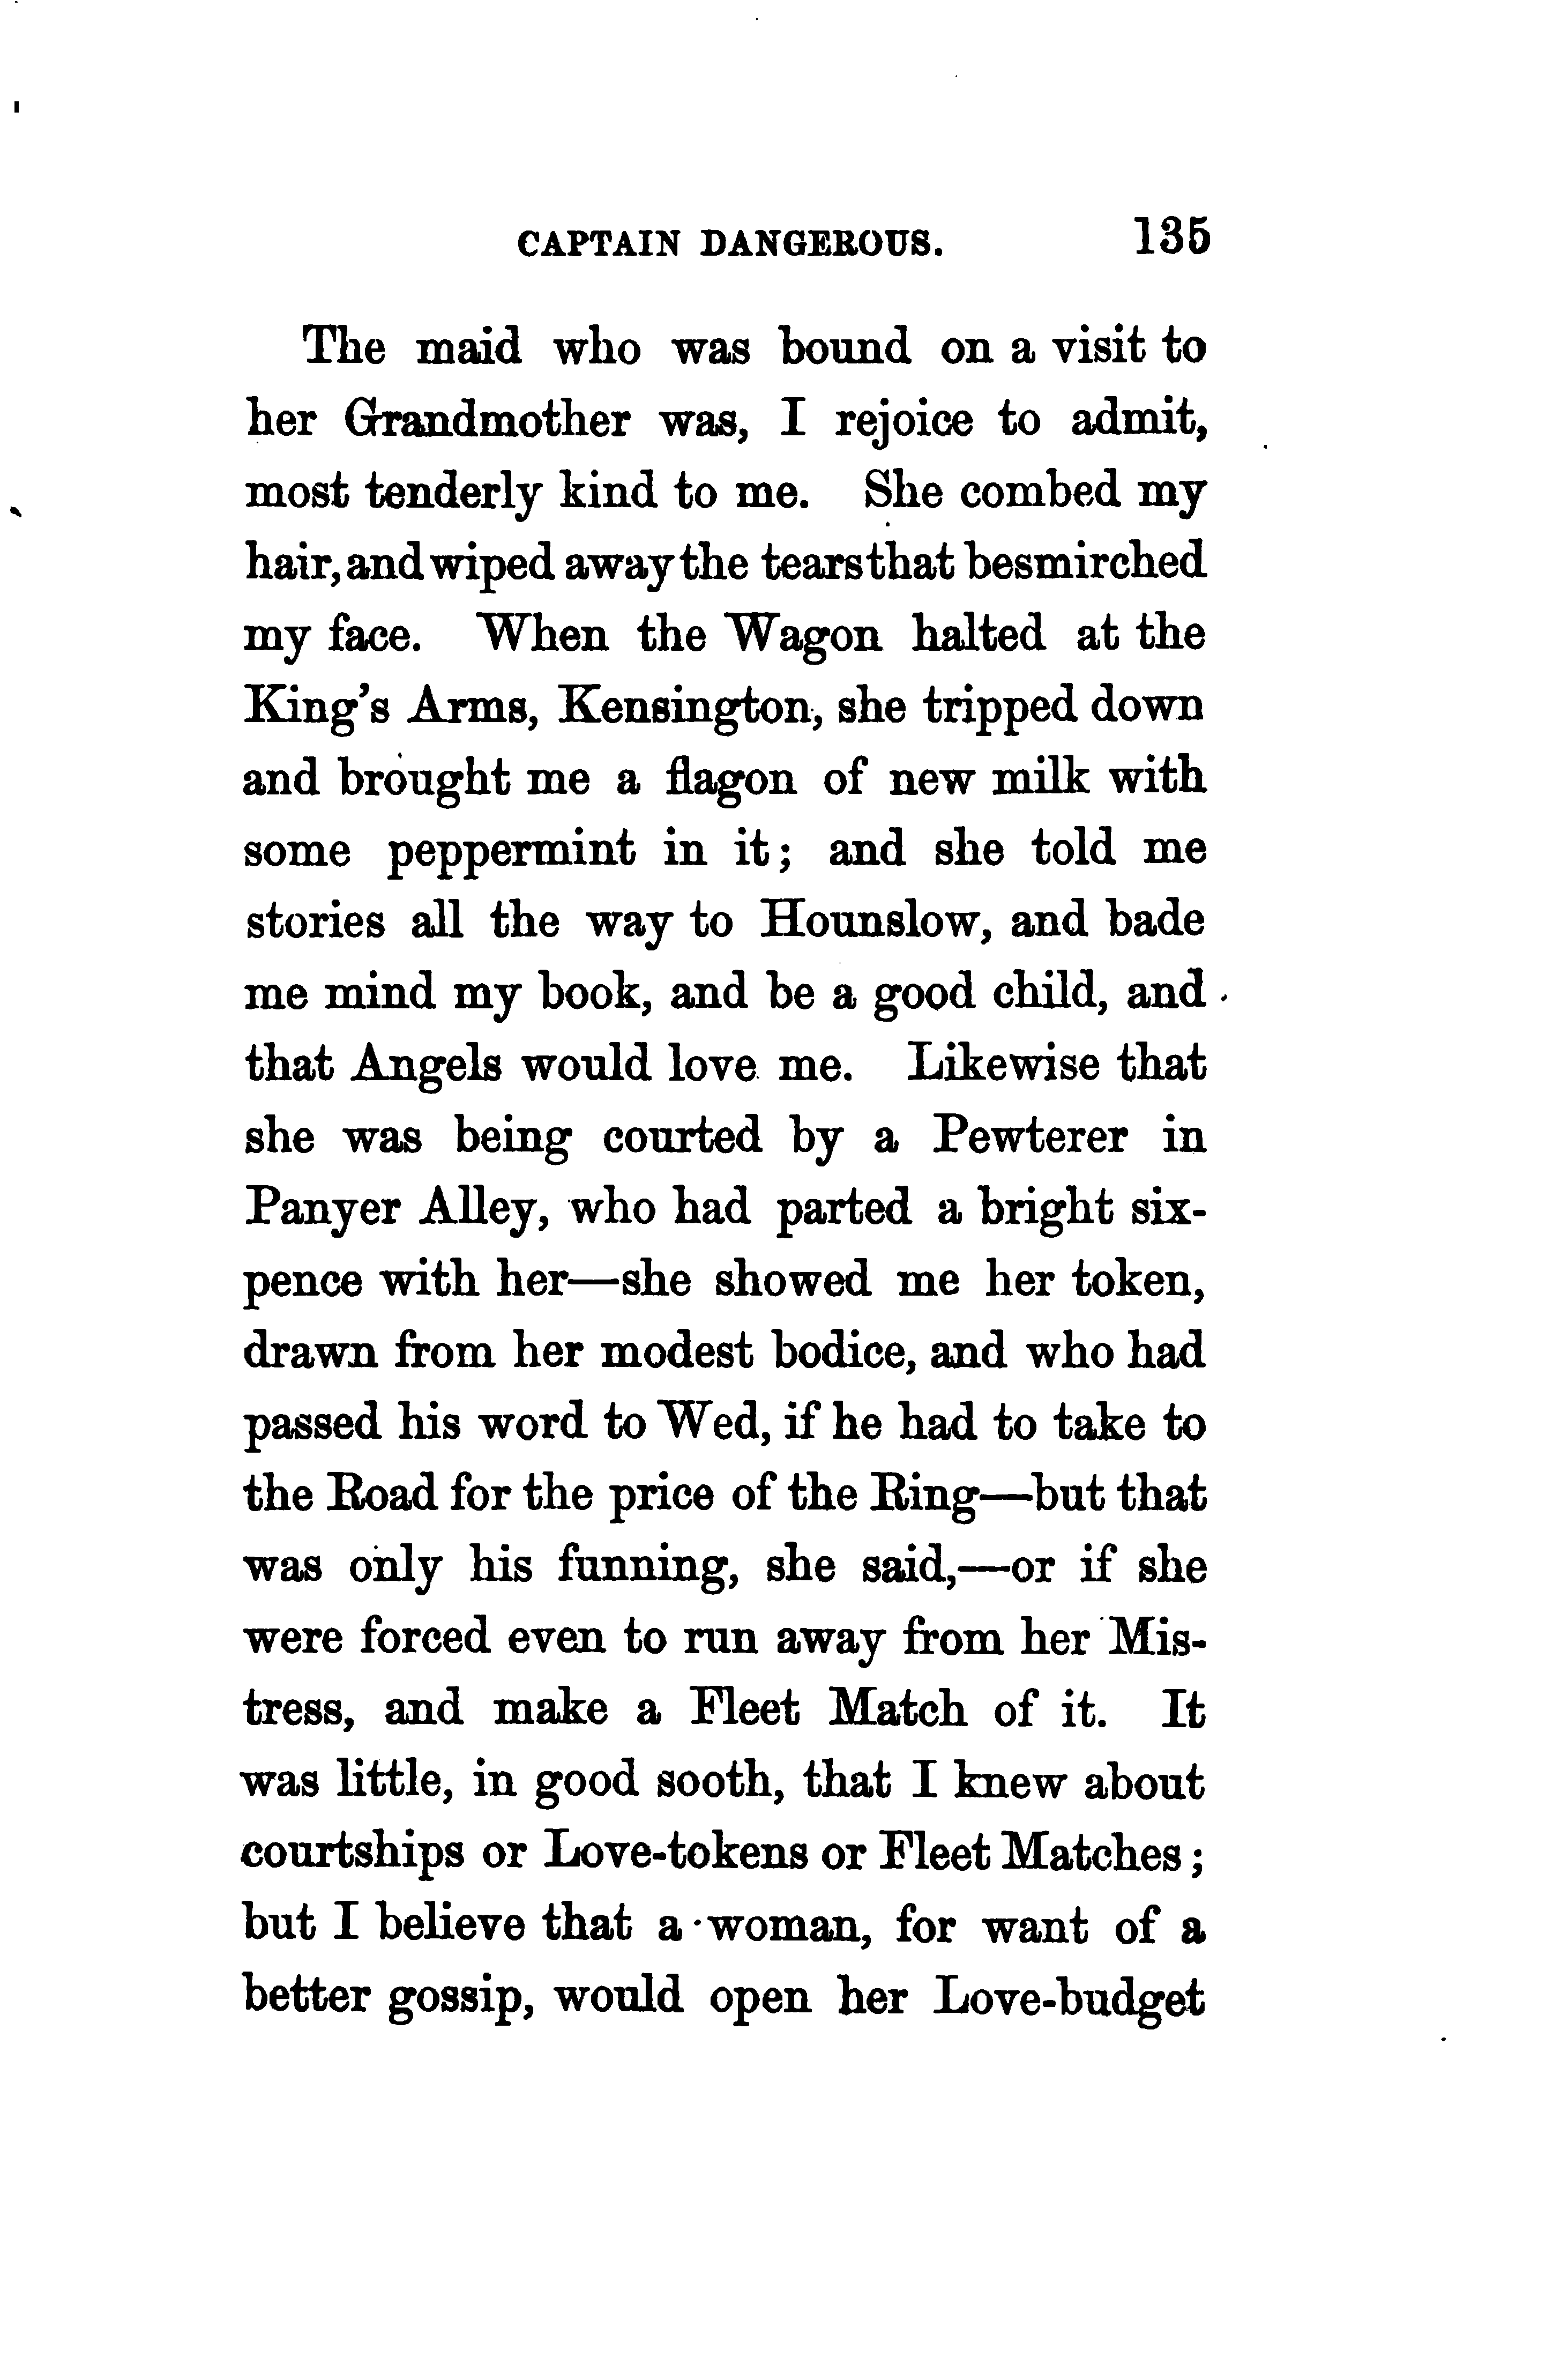 CAPTAIN DANGEROUS. 135
The maid who was bound on a visit to
her Grandmother was, I rejoice to admit,
most tenderly kind to me. She combed my
hair, and wiped away the tears that besmirched
my face. When the Wagon halted at the
King's Arms, Kensington, she tripped down
and brought me a flagon of new milk with
some peppermint in it; and she told me
stories all the way to Hounslow, and bade
me mind my book, and be a good child, and
that Angels would love me. Likewise that
she was being courted by a Pewterer in
Panyer Alley, who had parted a bright six-
pence with her—she showed me her token,
drawn from her modest bodice, and who had
passed his word to Wed, if he had to take to
the Road for the price of the Ring—but that
was only his funning, she said,—or if she
were forced even to run away from her Mis-
tress, and make a Fleet Match of it. It
was little, in good sooth, that I knew about
courtships or Love-tokens or Fleet Matches;
but I believe that a woman, for want of a
better gossip, would open her Love-budget